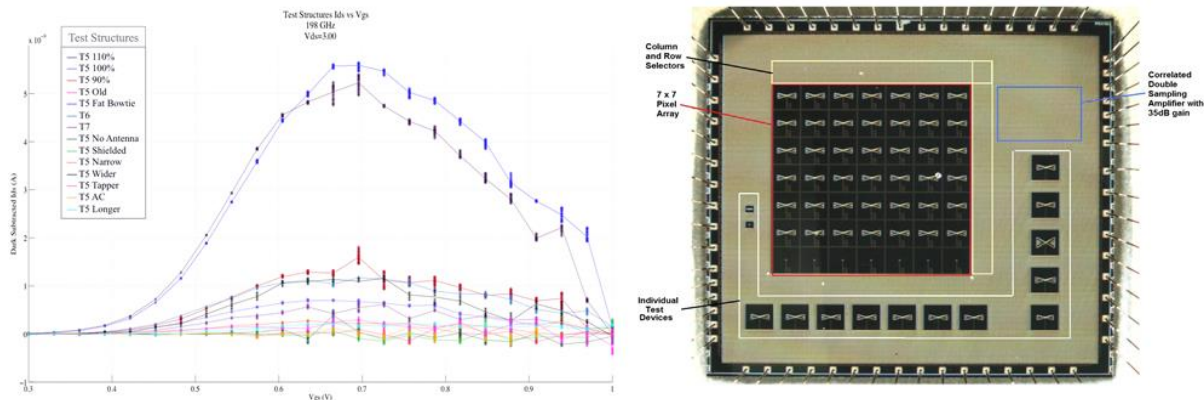 Test Structures Ids vs Vgs
198 GHz
Vds=3.00
Test Structures
T5 110%
T5 100%
T5 90%
T5 Old
T5 Fat Bowtie
T6
T7
T5 No Antenna
T5 Shielded
T5 Narrow
T5 Wider
T5 Tapper
T5 AC
T5 Longer
Dark Subtracted Ids (A)
5
4
3
2
1
0
-1
0.3
0.4
0.5
0.6
0.7
0.8
0.9
1
Vgs (V)
Column
and Row
Selectors
7 x 7
Pixel
Array
Individual
Test
Devices
Correlated
Double
Sampling
Amplifier with
35dB gain